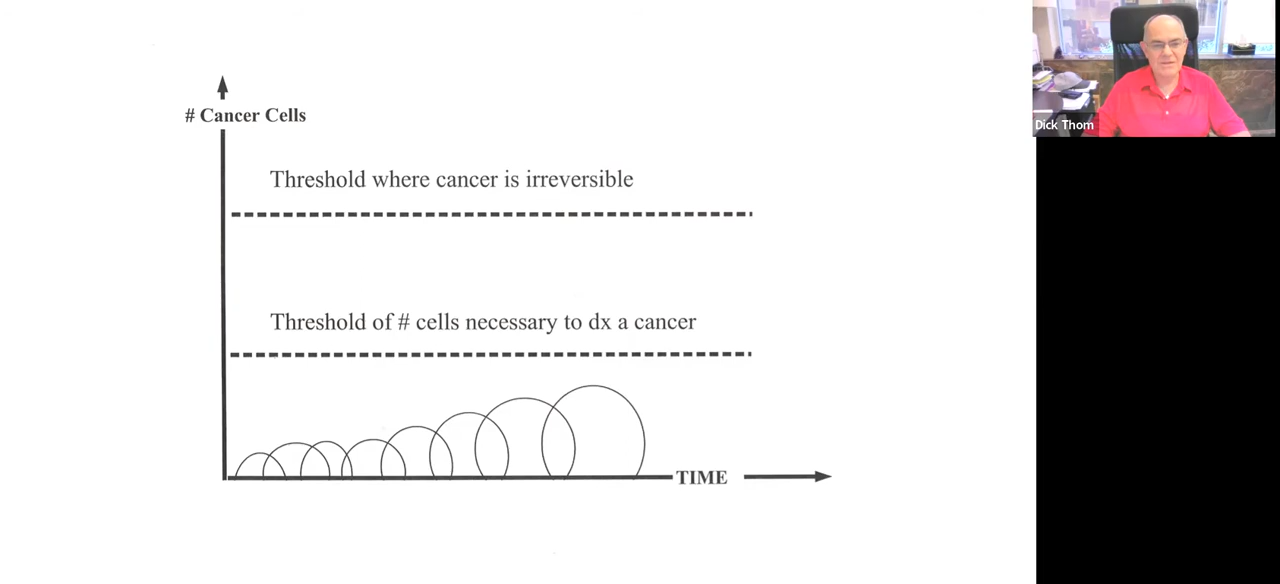 # Cancer Cells
Threshold where cancer is irreversible
Threshold of # cells necessary to dx a cancer
TIME
Dick Thom